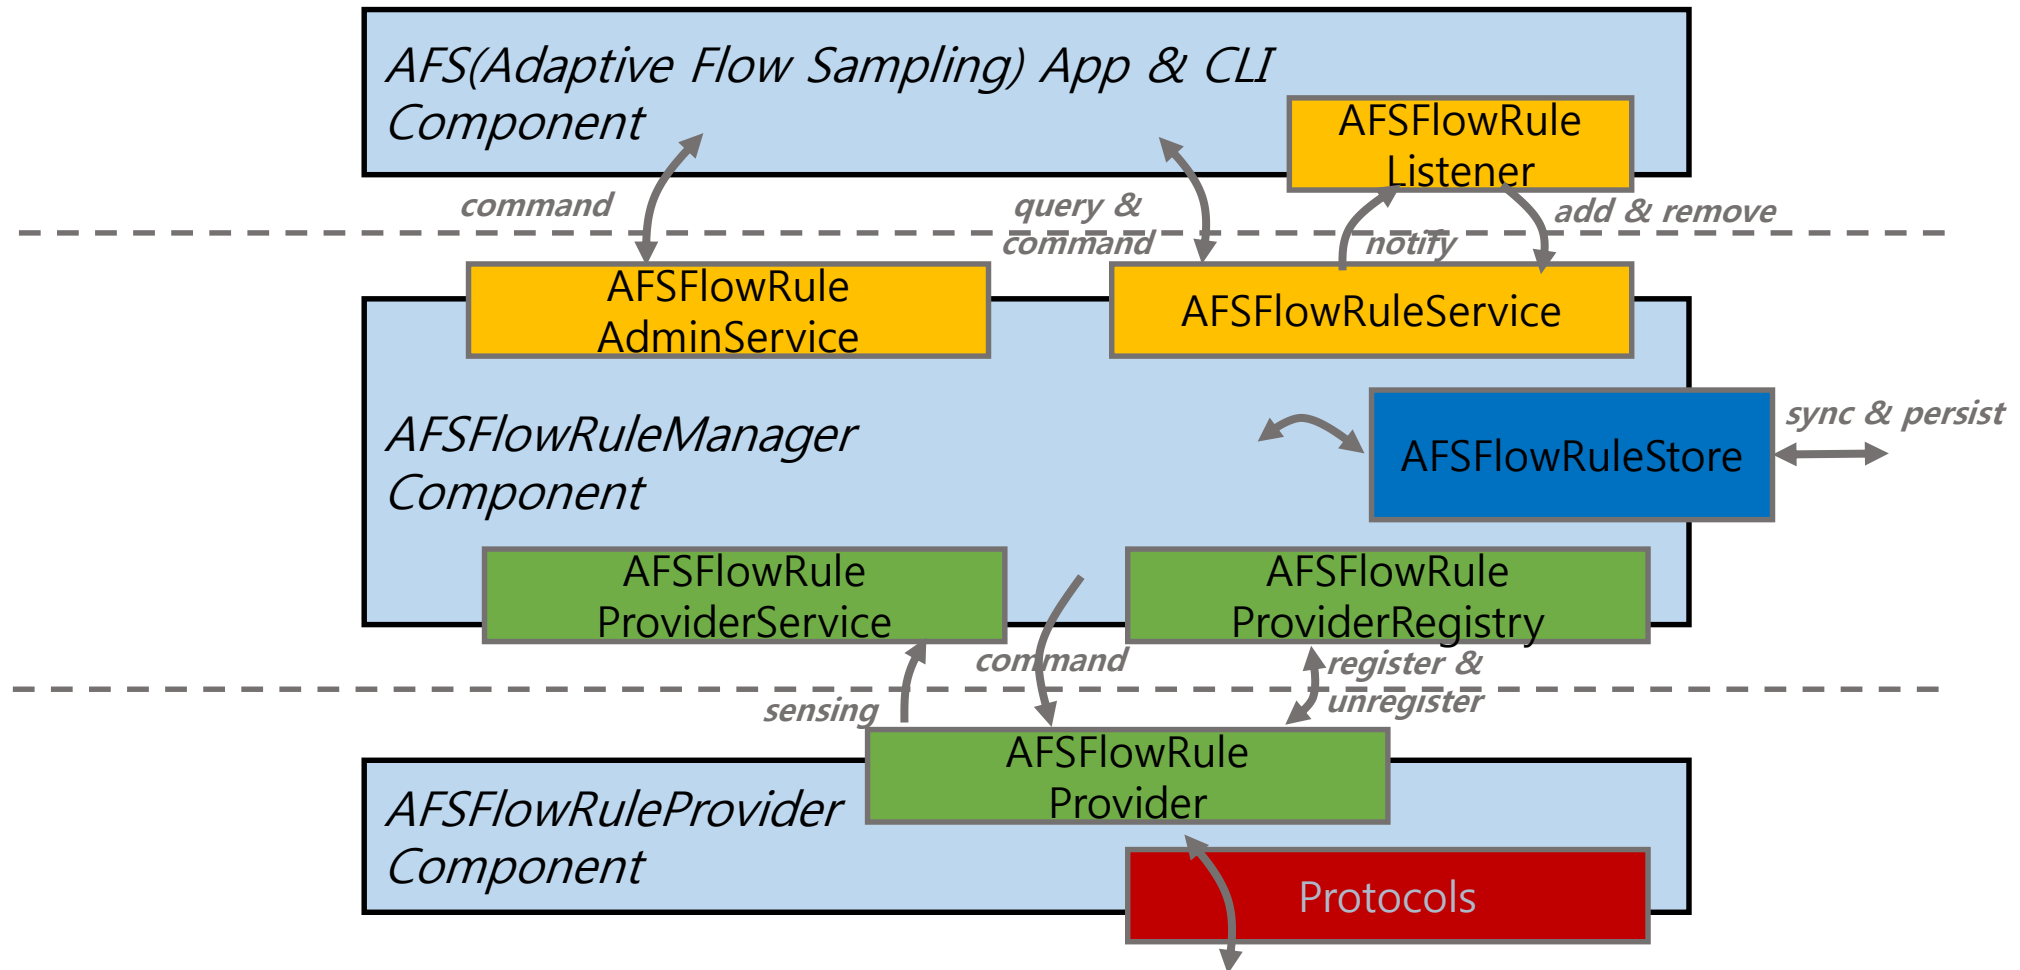 AFS(Adaptive Flow Sampling) App & CLI
Component
AFSFlowRule
Listener
command
query &
command
notify
add & remove
AFSFlowRule
AdminService
AFSFlowRuleService
AFSFlowRuleManager
Component
AFSFlowRuleStore
sync & persist
AFSFlowRule
ProviderService
AFSFlowRule
ProviderRegistry
command
register &
unregister
sensing
AFSFlowRule
Provider
AFSFlowRuleProvider
Component
Protocols